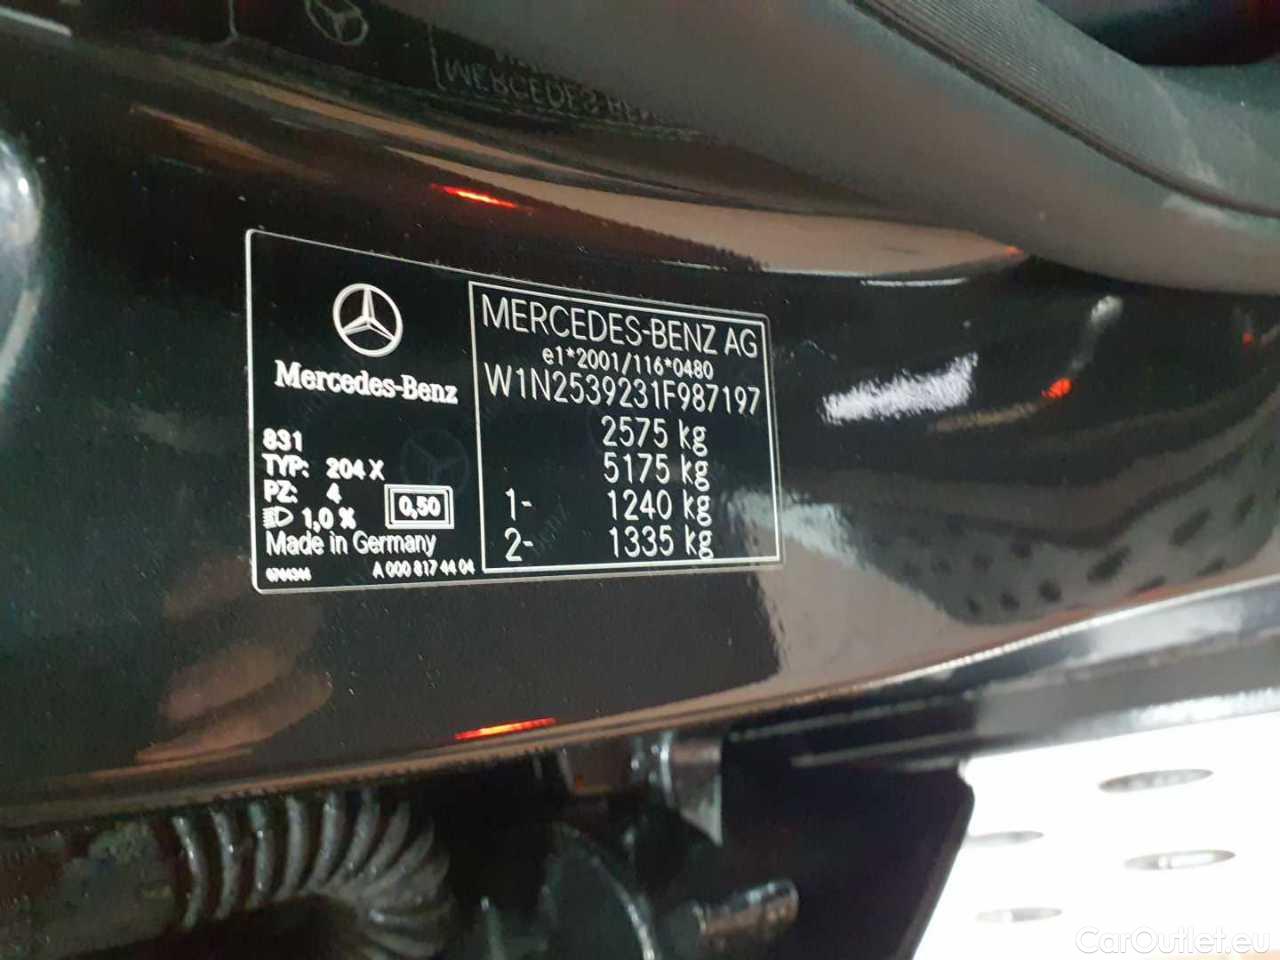 MERCEDES-BENZ AG
e1*2001/116*0480
W1N2539231F987197
2575 kg
5175 kg
1- 1240 kg
2- 1335 kg
Mercedes-Benz
831
TYP: 204 X
PZ: 4
0,50
1,0 %
Made in Germany
A 000 817 44 04
CarOutlet.eu